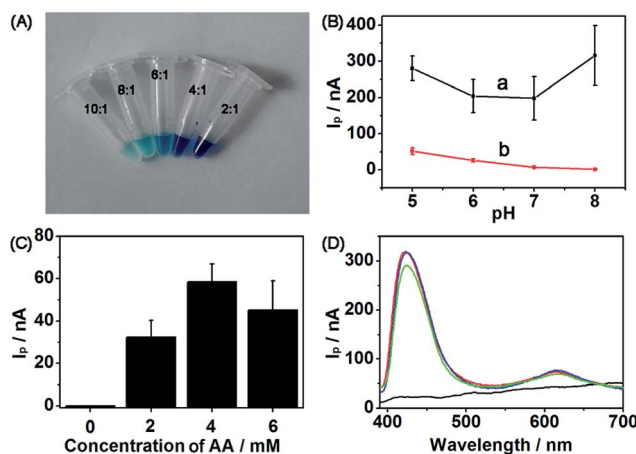 (A)
10:1
8:1
6:1
4:1
2:1
(B)
400
300
200
100
0
Ip / nA
a
b
5 6 7 8
pH
(C)
80
60
40
20
0
Ip / nA
0 2 4 6
Concentration of AA / mM
(D)
300
200
100
0
Ip / nA
400 500 600 700
Wavelength / nm